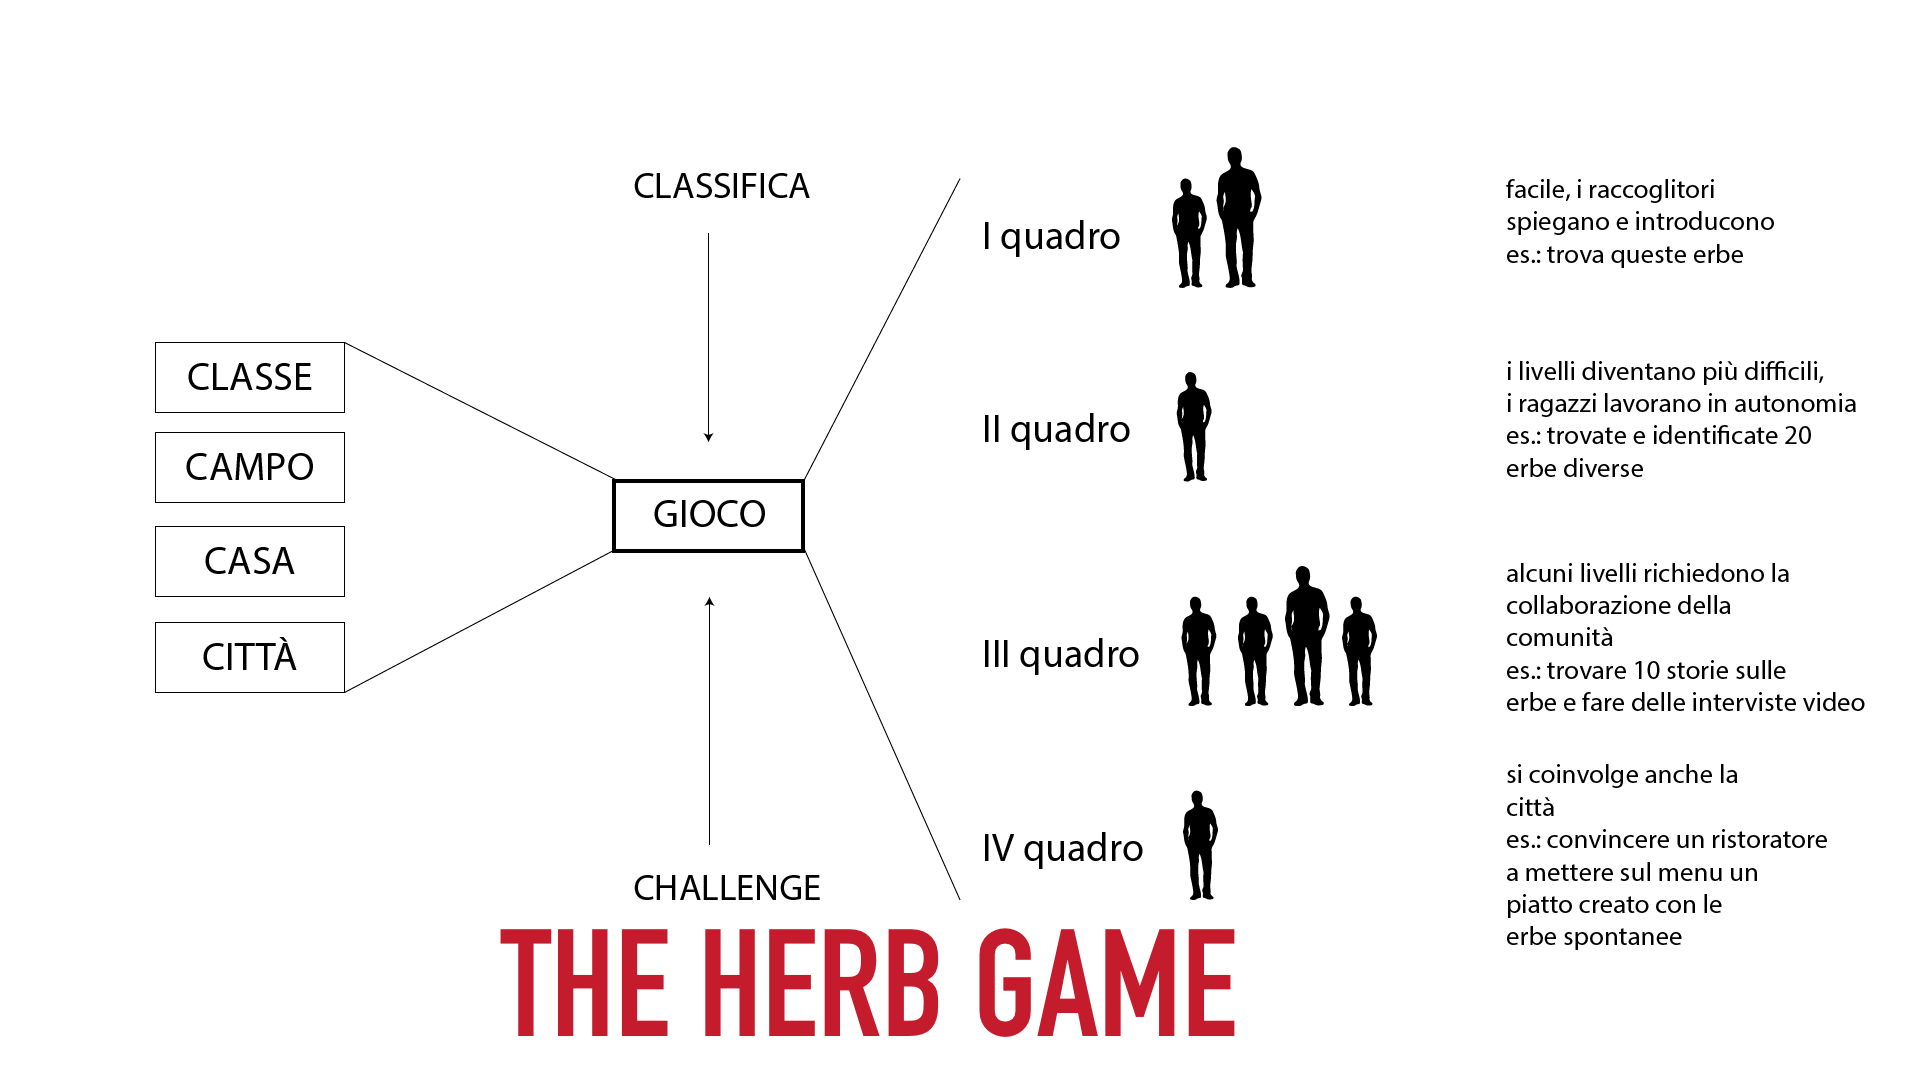 CLASSIFICA
CLASSE
CAMPO
CASA
CITTÀ
GIOCO
CHALLENGE
I quadro
facile, i raccoglitori
spiegano e introducono
es.: trova queste erbe
II quadro
i livelli diventano più difficili,
i ragazzi lavorano in autonomia
es.: trovate e identificate 20
erbe diverse
III quadro
alcuni livelli richiedono la
collaborazione della
comunità
es.: trovare 10 storie sulle
erbe e fare delle interviste video
IV quadro
si coinvolge anche la
città
es.: convincere un ristoratore
a mettere sul menu un
piatto creato con le
erbe spontanee
THE HERB GAME